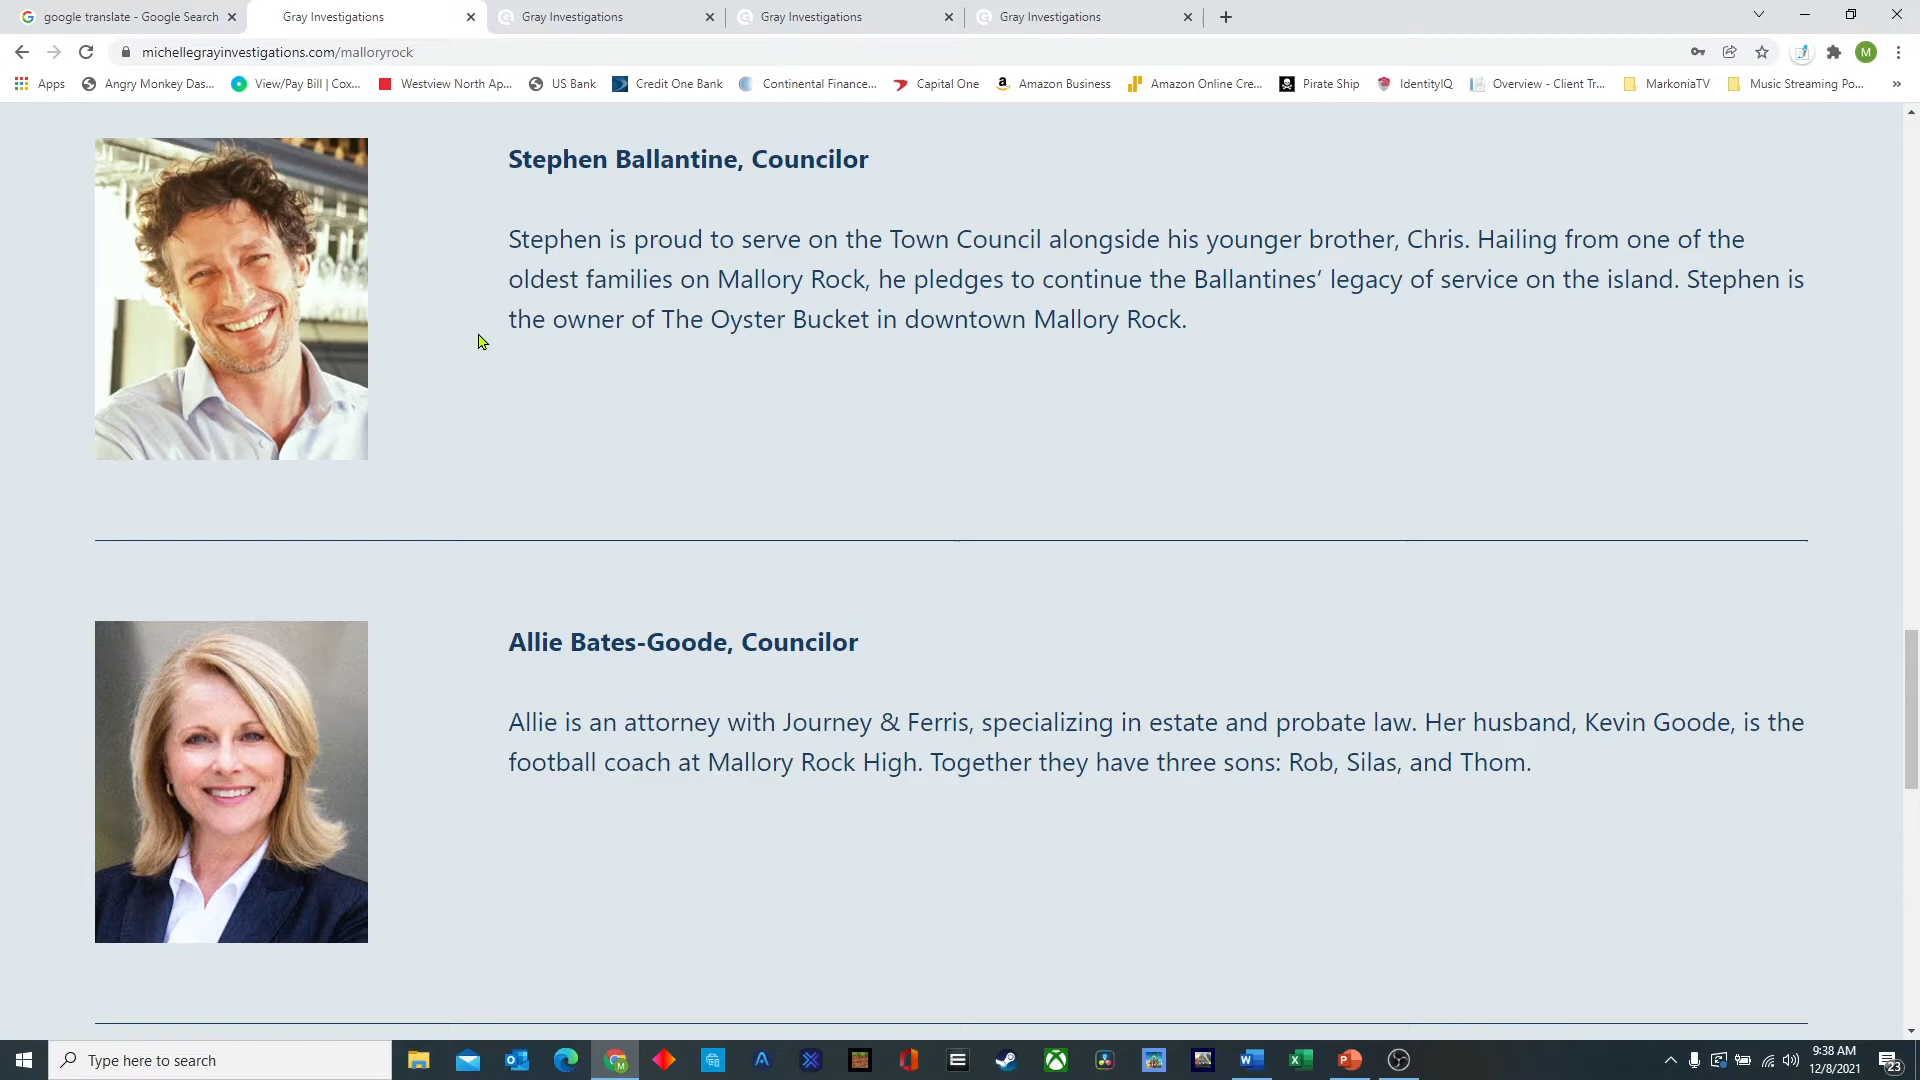 google translate - Google Search
Gray Investigations
Gray Investigations
Gray Investigations
Gray Investigations
michellegrayinvestigations.com/malloryrock
M
Apps
Angry Monkey Das...
View/Pay Bill | Cox...
Westview North Ap...
US Bank
Credit One Bank
Continental Finance...
Capital One
Amazon Business
Amazon Online Cre...
Pirate Ship
IdentityIQ
Overview - Client Tr...
MarkoniaTV
Music Streaming Po...
»
Stephen Ballantine, Councilor
Stephen is proud to serve on the Town Council alongside his younger brother, Chris. Hailing from one of the
oldest families on Mallory Rock, he pledges to continue the Ballantines’ legacy of service on the island. Stephen is
the owner of The Oyster Bucket in downtown Mallory Rock.
Allie Bates-Goode, Councilor
Allie is an attorney with Journey & Ferris, specializing in estate and probate law. Her husband, Kevin Goode, is the
football coach at Mallory Rock High. Together they have three sons: Rob, Silas, and Thom.
Type here to search
9:38 AM
12/8/2021
23